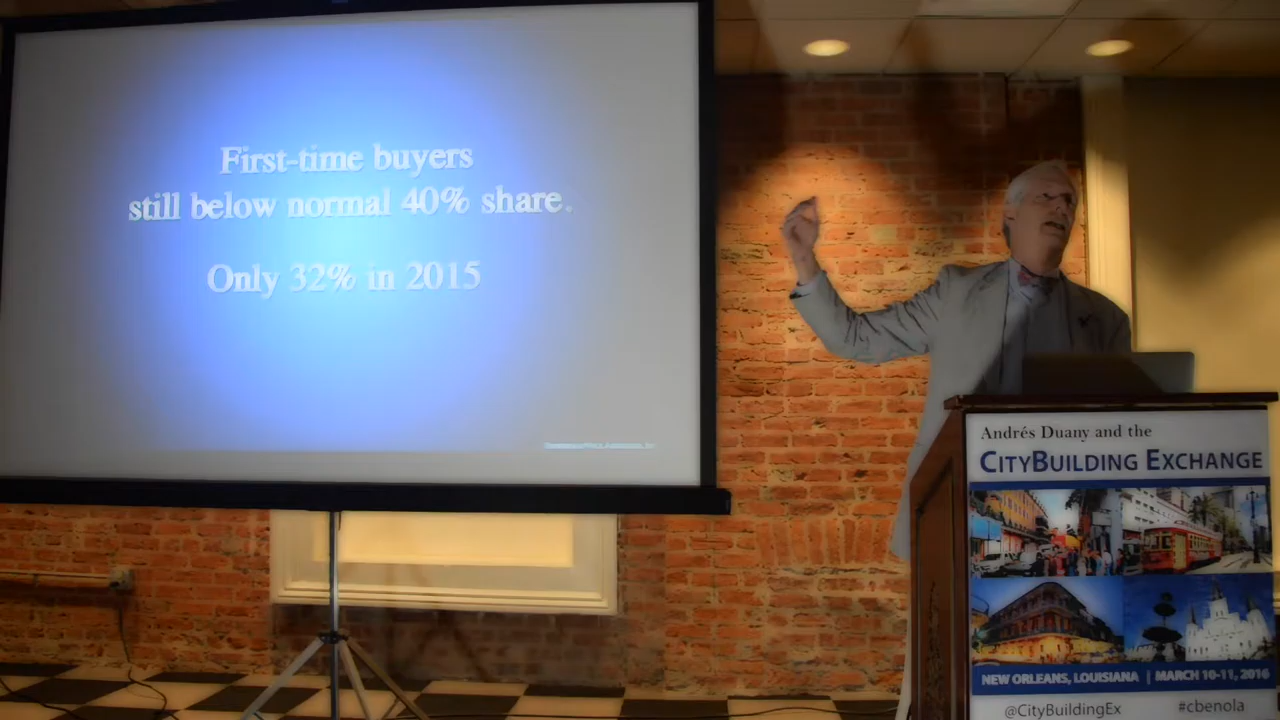 First-time buyers
still below normal 40% share.
Only 32% in 2015
Andrés Duany and the
CITYBUILDING EXCHANGE
NEW ORLEANS, LOUISIANA | MARCH 10-11, 2016
@CityBuildingEx #cbenola